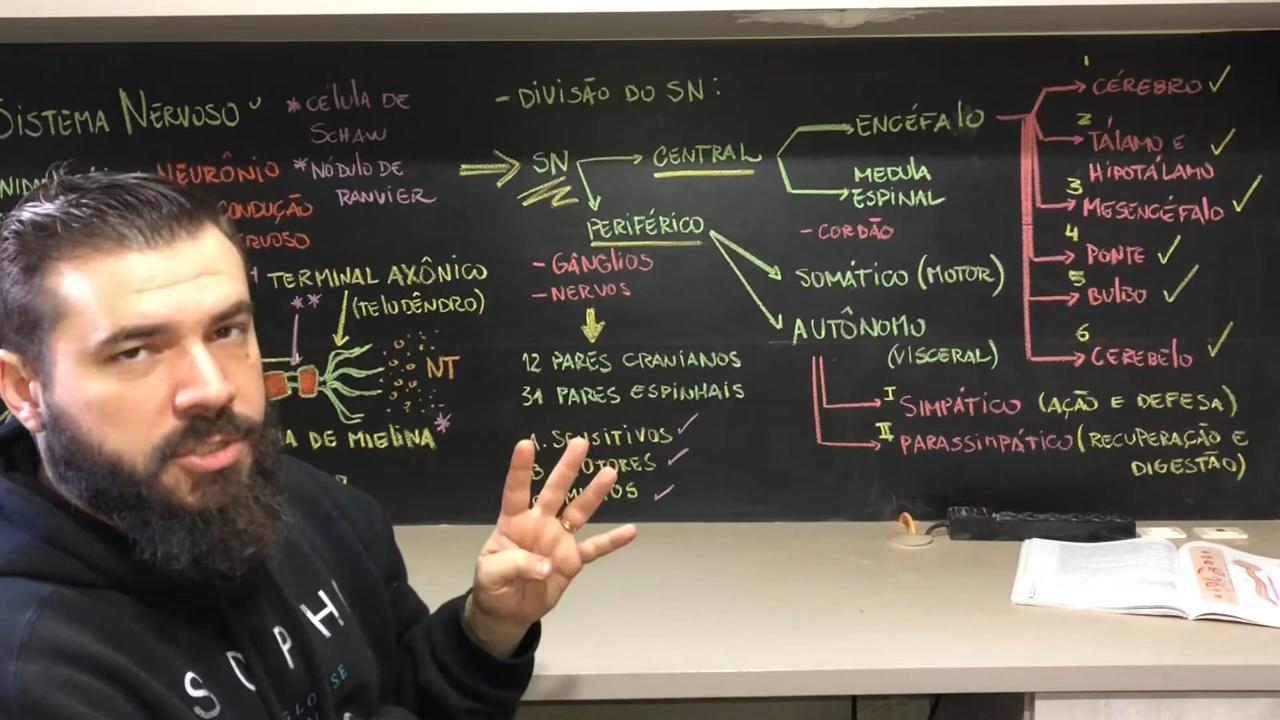 SISTEMA NERVOSO
* CÉLULA DE
SCHAW
* NÓDULO DE
RANVIER
NEURÔNIO
CONDUÇÃO
TERMINAL AXÔNICO
(TELUDÊNDRO)
**
NT
*
DE MIELINA
- DIVISÃO DO SN:
SN
CENTRAL
PERIFÉRICO
- GÂNGLIOS
- NERVOS
12 PARES CRANIANOS
31 PARES ESPINHAIS
SENSITIVOS
ENCÉFALO
MEDULA
ESPINAL
- CORDÃO
SOMÁTICO (MOTOR)
AUTÔNOMO
(VISCERAL)
I SIMPÁTICO (AÇÃO E DEFESA)
II PARASSIMPÁTICO (RECUPERAÇÃO E
DIGESTÃO)
1
CÉREBRO
2
TÁLAMO E
HIPOTÁLAMO
3
MESENCÉFALO
4
PONTE
5
BULBO
6
CEREBELO